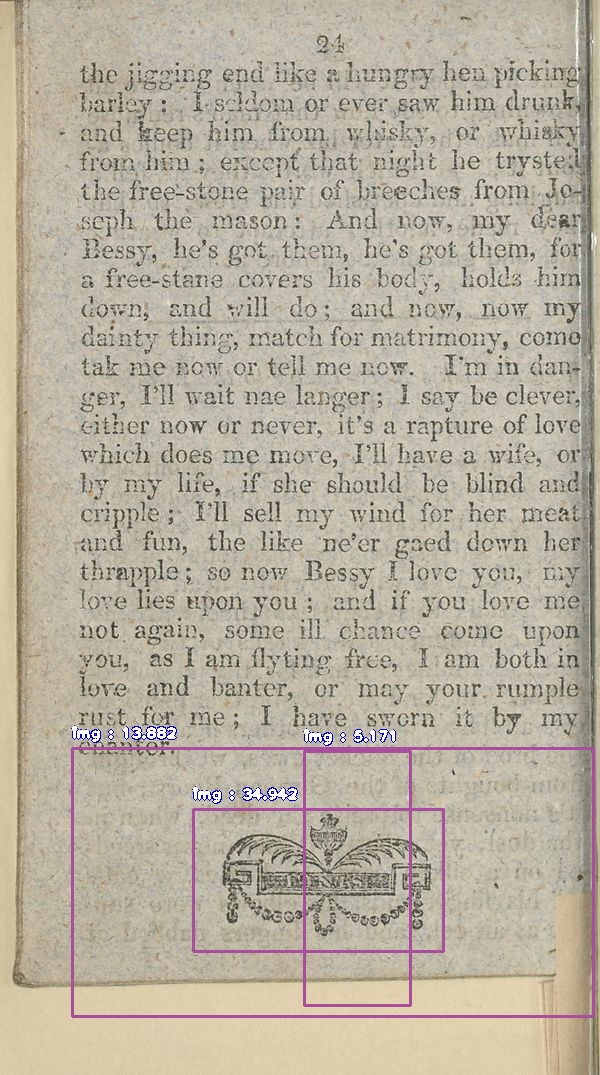 24
the jigging end like a hungry hen picking
barley: I seldom or ever saw him drunk,
and keep him from whisky, or whisky
from him; except that night he trysted
the free-stone pair of breeches from Jo-
seph the mason: And now, my dear
Bessy, he's got them, he's got them, for
a free-stane covers his body, holds him
down, and will do; and now, now my
dainty thing, match for matrimony, come
tak me now or tell me now. I'm in dan-
ger, I'll wait nae langer; I say be clever,
either now or never, it's a rapture of love
which does me move, I'll have a wife, or
by my life, if she should be blind and
cripple; I'll sell my wind for her meat
and fun, the like ne'er gaed down her
thrapple; so now Bessy I love you, my
love lies upon you; and if you love me
not again, some ill chance come upon
you, as I am flyting free, I am both in
love and banter, or may your rumple
rust for me; I have sworn it by my
chanter.
img : 13.882
img : 5.171
img : 34.942